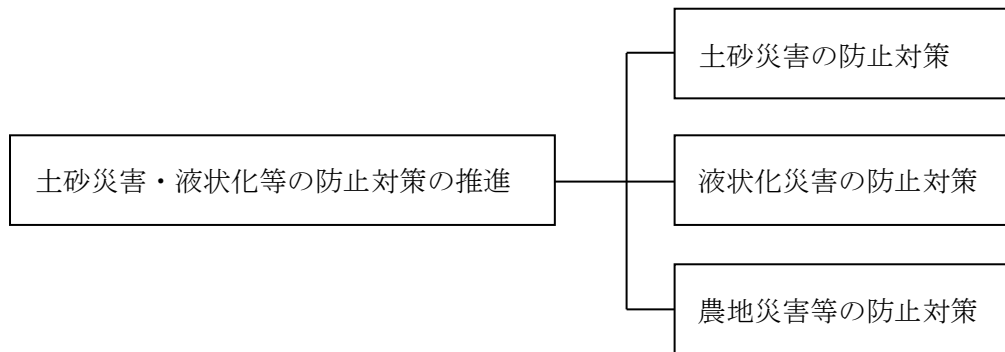 土砂災害・液状化等の防止対策の推進
土砂災害の防止対策
液状化災害の防止対策
農地災害等の防止対策